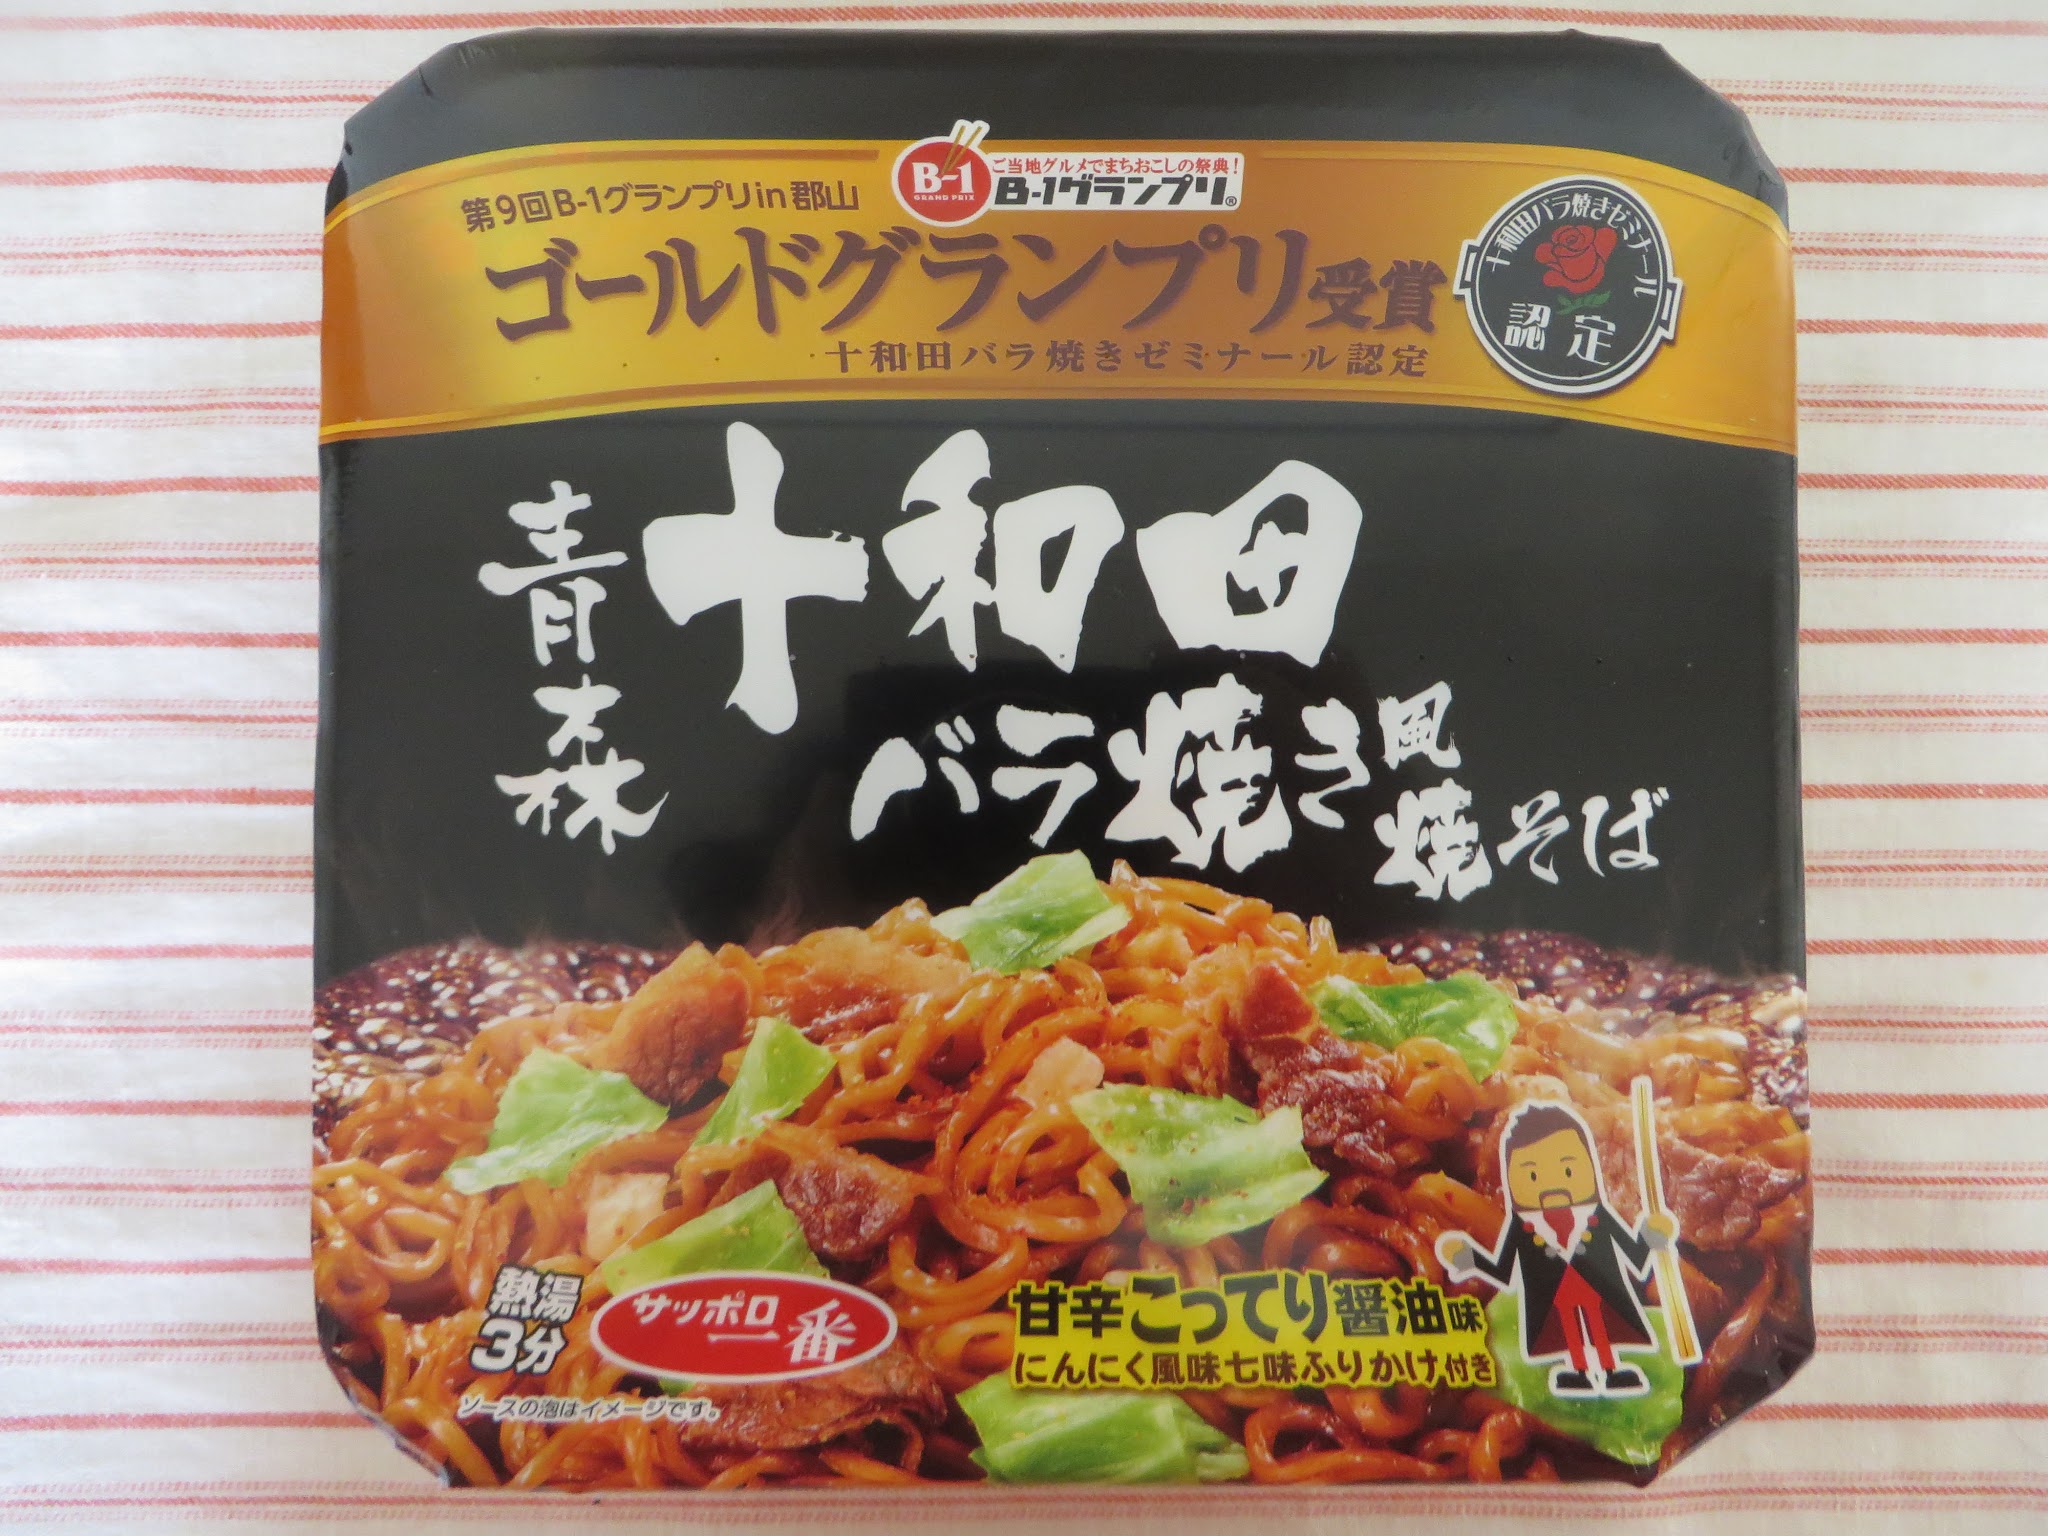 B-1
GRAND PRIX
ご当地グルメでまちおこしの祭典!
B-1グランプリ®
第9回B-1グランプリin郡山
ゴールドグランプリ受賞
十和田バラ焼きゼミナール認定
十和田バラ焼きゼミナール
認定
青森
十和田
バラ焼き風
焼そば
熱湯
3分
サッポロ
一番
甘辛こってり醤油味
にんにく風味七味ふりかけ付き
ソースの泡はイメージです。